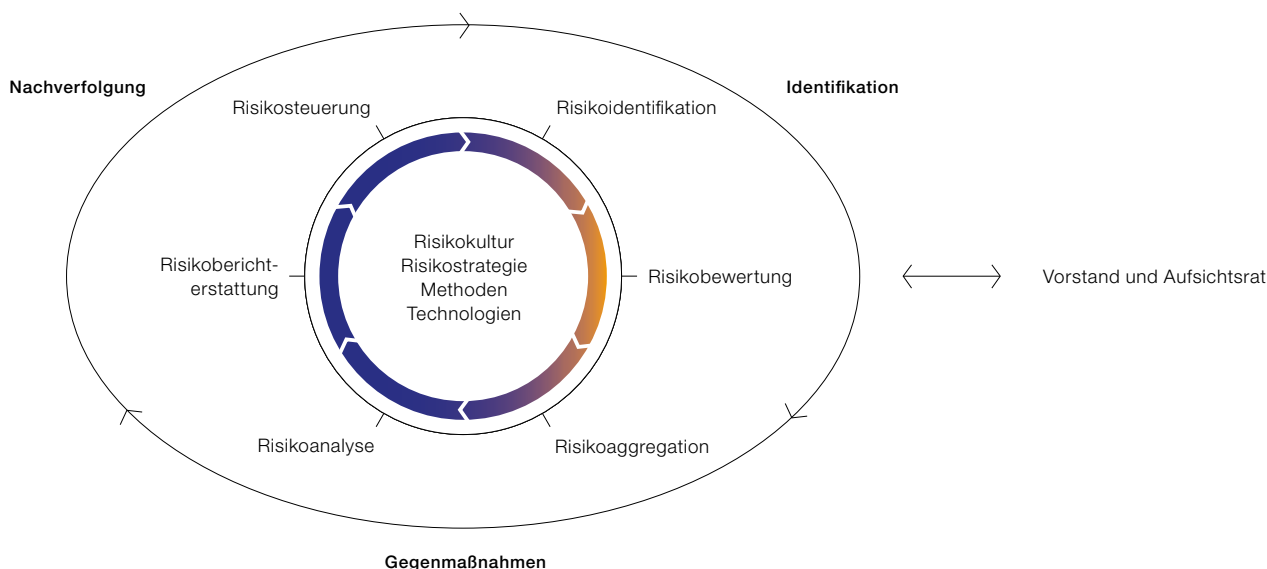 Nachverfolgung
Identifikation
Risikosteuerung
Risikoidentifikation
Risikobericht-
erstattung
Risikokultur
Risikostrategie
Methoden
Technologien
Risikobewertung
Vorstand und Aufsichtsrat
Risikoanalyse
Risikoaggregation
Gegenmaßnahmen